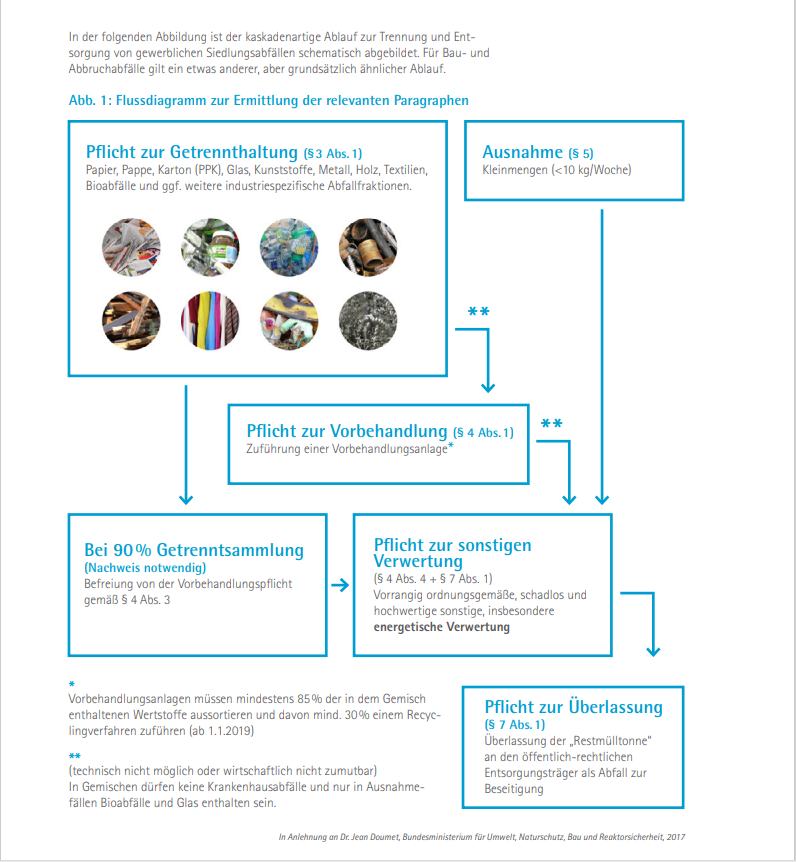 In der folgenden Abbildung ist der kaskadenartige Ablauf zur Trennung und Ent-
sorgung von gewerblichen Siedlungsabfällen schematisch abgebildet. Für Bau- und
Abbruchabfälle gilt ein etwas anderer, aber grundsätzlich ähnlicher Ablauf.
Abb. 1: Flussdiagramm zur Ermittlung der relevanten Paragraphen
Pflicht zur Getrennthaltung (§ 3 Abs. 1)
Papier, Pappe, Karton (PPK), Glas, Kunststoffe, Metall, Holz, Textilien,
Bioabfälle und ggf. weitere industriespezifische Abfallfraktionen.
Ausnahme (§ 5)
Kleinmengen (<10 kg/Woche)
**
Pflicht zur Vorbehandlung (§ 4 Abs. 1)
Zuführung einer Vorbehandlungsanlage*
**
Bei 90 % Getrenntsammlung
(Nachweis notwendig)
Befreiung von der Vorbehandlungspflicht
gemäß § 4 Abs. 3
Pflicht zur sonstigen
Verwertung
(§ 4 Abs. 4 + § 7 Abs. 1)
Vorrangig ordnungsgemäße, schadlos und
hochwertige sonstige, insbesondere
energetische Verwertung
*
Vorbehandlungsanlagen müssen mindestens 85 % der in dem Gemisch
enthaltenen Wertstoffe aussortieren und davon mind. 30 % einem Recyc-
lingverfahren zuführen (ab 1.1.2019)
**
(technisch nicht möglich oder wirtschaftlich nicht zumutbar)
In Gemischen dürfen keine Krankenhausabfälle und nur in Ausnahme-
fällen Bioabfälle und Glas enthalten sein.
Pflicht zur Überlassung
(§ 7 Abs. 1)
Überlassung der „Restmülltonne“
an den öffentlich-rechtlichen
Entsorgungsträger als Abfall zur
Beseitigung
In Anlehnung an Dr. Jean Doumet, Bundesministerium für Umwelt, Naturschutz, Bau und Reaktorsicherheit, 2017